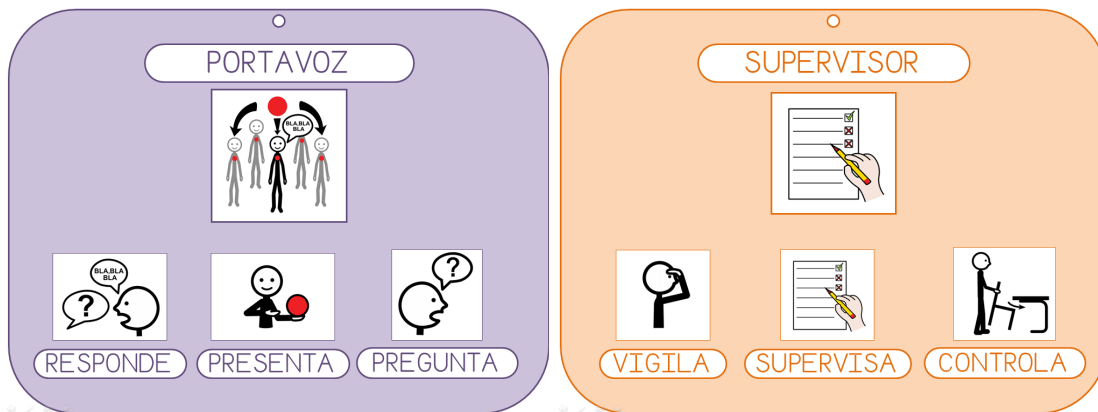 PORTAVOZ
BLA,BLA
BLA
BLA,BLA
BLA
?
?
RESPONDE
PRESENTA
PREGUNTA
SUPERVISOR
VIGILA
SUPERVISA
CONTROLA